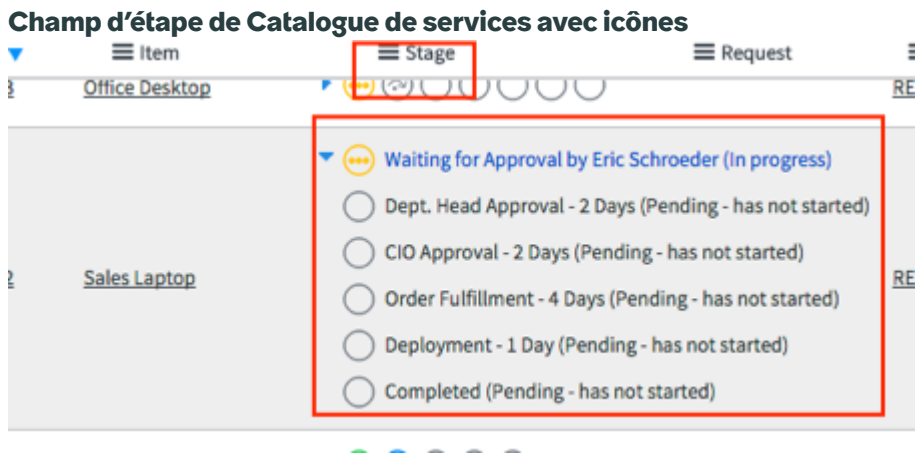 Champ d’étape de Catalogue de services avec icônes
Item Stage Request
Office Desktop RE
Waiting for Approval by Eric Schroeder (In progress)
Dept. Head Approval - 2 Days (Pending - has not started)
CIO Approval - 2 Days (Pending - has not started)
Sales Laptop RE
Order Fulfillment - 4 Days (Pending - has not started)
Deployment - 1 Day (Pending - has not started)
Completed (Pending - has not started)